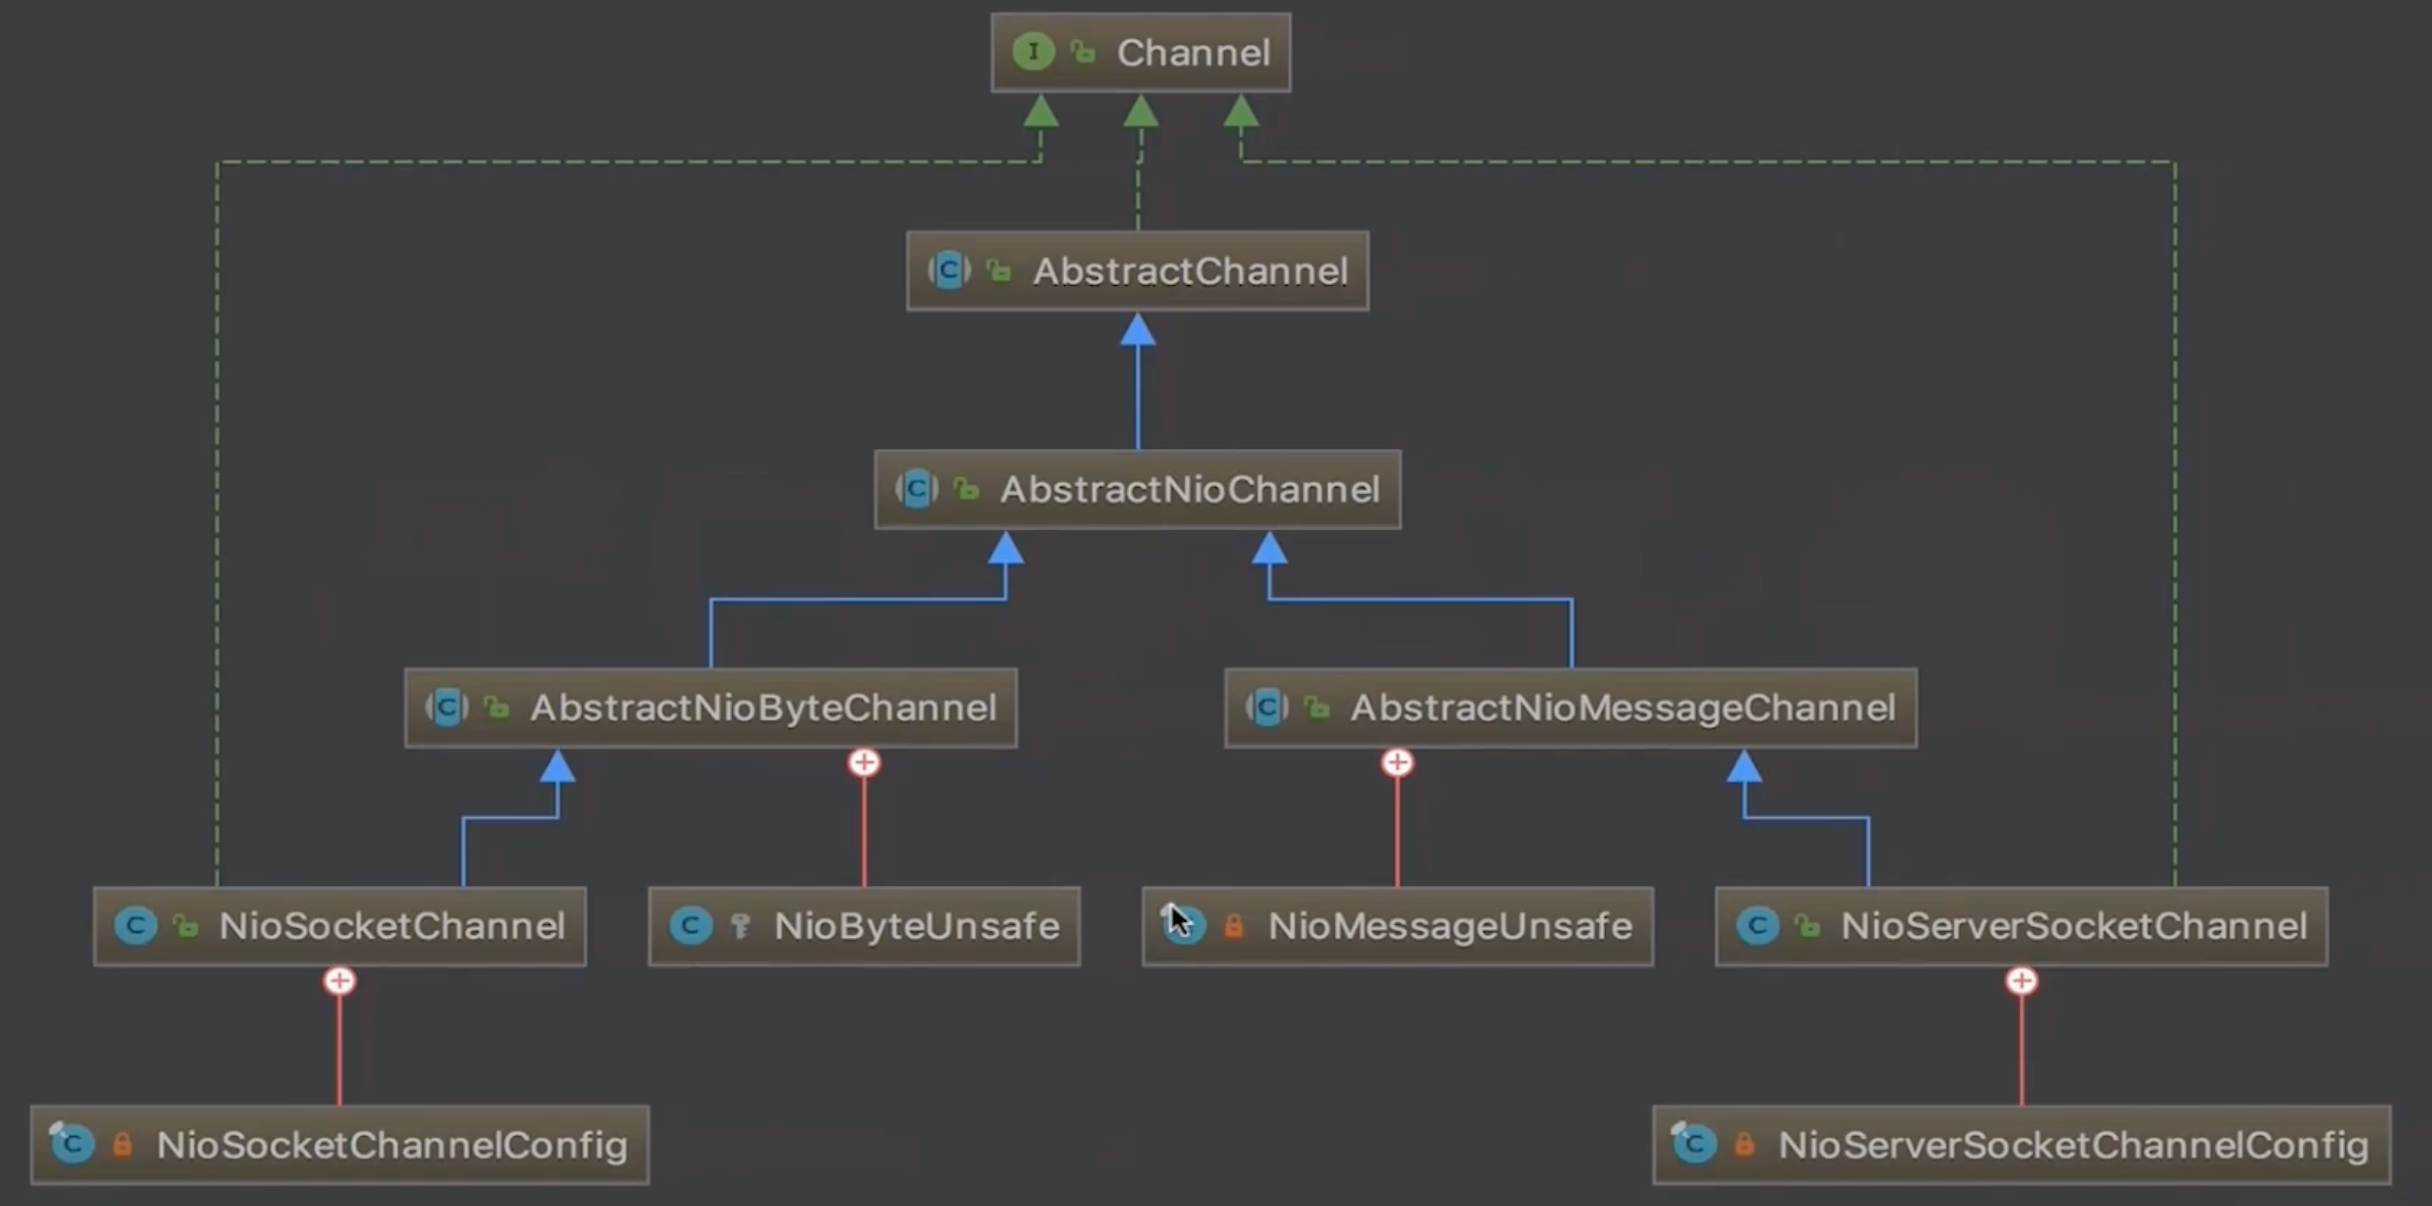 Channel
AbstractChannel
AbstractNioChannel
AbstractNioByteChannel
AbstractNioMessageChannel
NioSocketChannel
NioByteUnsafe
NioMessageUnsafe
NioServerSocketChannel
NioSocketChannelConfig
NioServerSocketChannelConfig